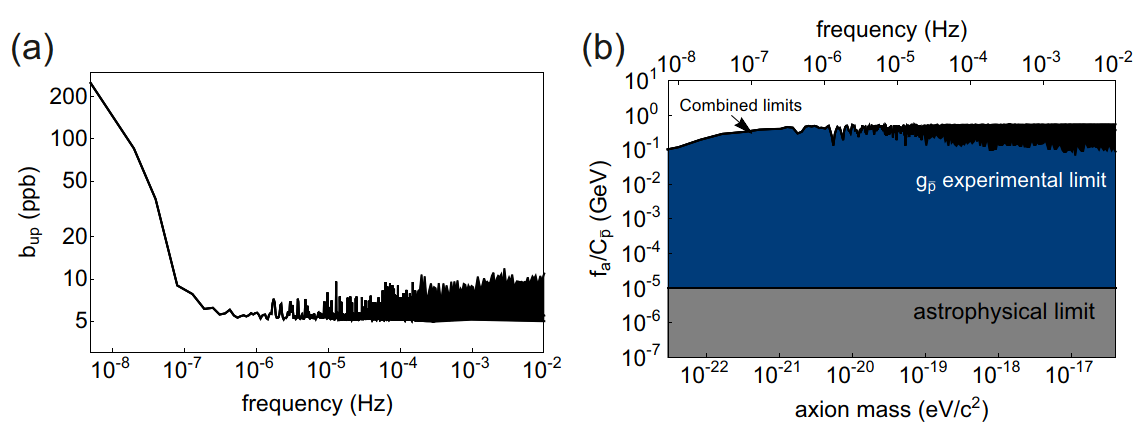 (a)
200
100
50
20
10
5
b_up (ppb)
10^-8 10^-7 10^-6 10^-5 10^-4 10^-3 10^-2
frequency (Hz)
(b)
frequency (Hz)
10^-8 10^-7 10^-6 10^-5 10^-4 10^-3 10^-2
10^1
10^0
10^-1
10^-2
10^-3
10^-4
10^-5
10^-6
10^-7
f_a/C_p̄ (GeV)
Combined limits
g_p̄ experimental limit
astrophysical limit
10^-22 10^-21 10^-20 10^-19 10^-18 10^-17
axion mass (eV/c^2)